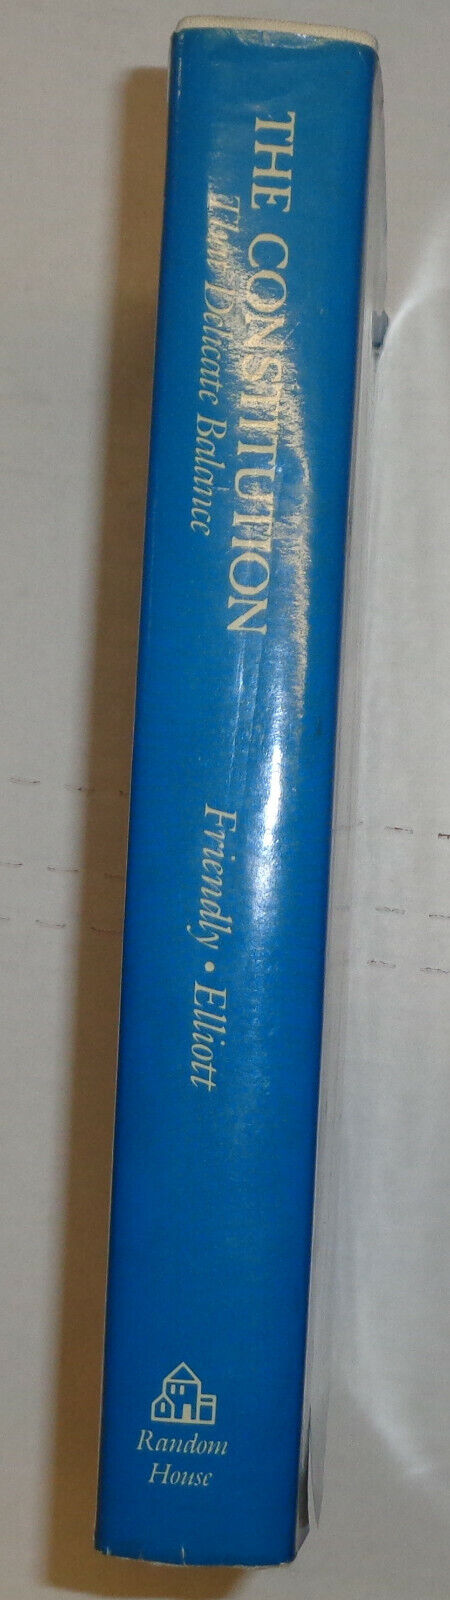 THE CONSTITUTION
That Delicate Balance
Friendly • Elliott
Random
House